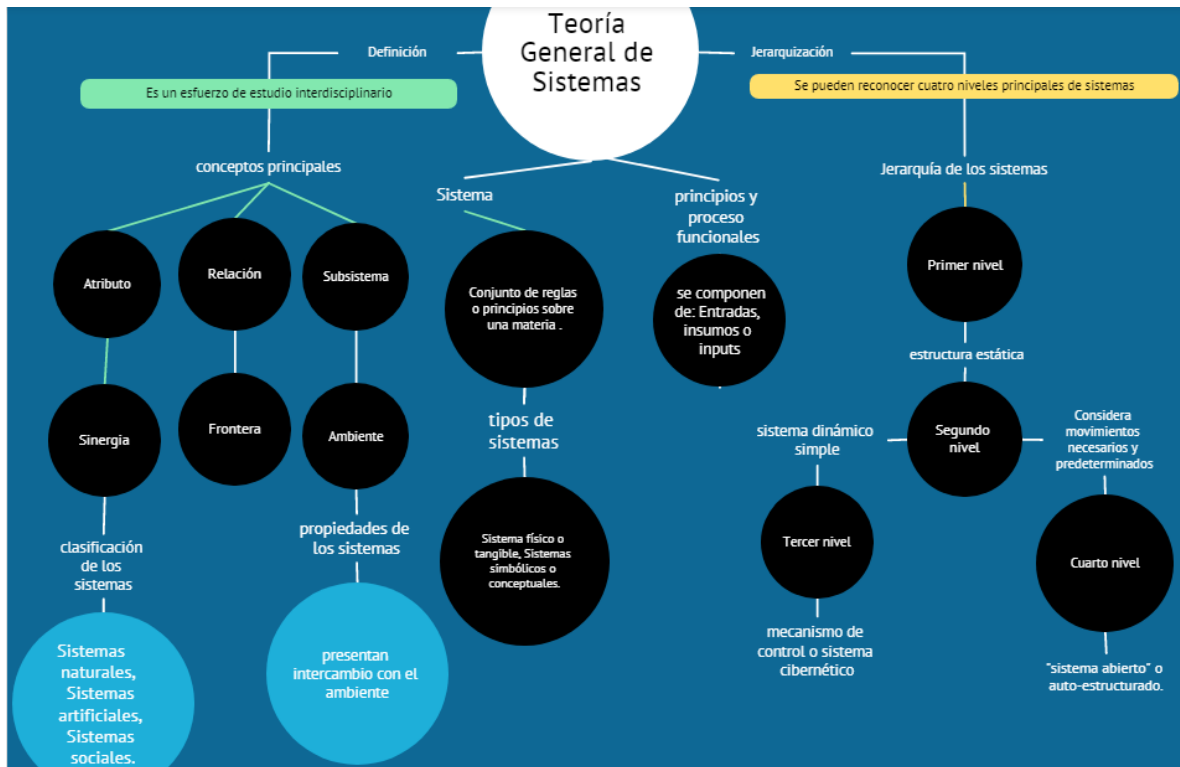 Teoría
General de
Sistemas
Definición
Jerarquización
Es un esfuerzo de estudio interdisciplinario
Se pueden reconocer cuatro niveles principales de sistemas
conceptos principales
Atributo
Relación
Subsistema
Sinergia
Frontera
Ambiente
clasificación
de los
sistemas
Sistemas
naturales,
Sistemas
artificiales,
Sistemas
sociales.
propiedades de
los sistemas
presentan
intercambio con el
ambiente
Sistema
Conjunto de reglas
o principios sobre
una materia .
tipos de
sistemas
Sistema físico o
tangible, Sistemas
simbólicos o
conceptuales.
principios y
proceso
funcionales
se componen
de: Entradas,
insumos o
inputs
Jerarquía de los sistemas
Primer nivel
estructura estática
Segundo
nivel
sistema dinámico
simple
Tercer nivel
mecanismo de
control o sistema
cibernético
Considera
movimientos
necesarios y
predeterminados
Cuarto nivel
"sistema abierto" o
auto-estructurado.